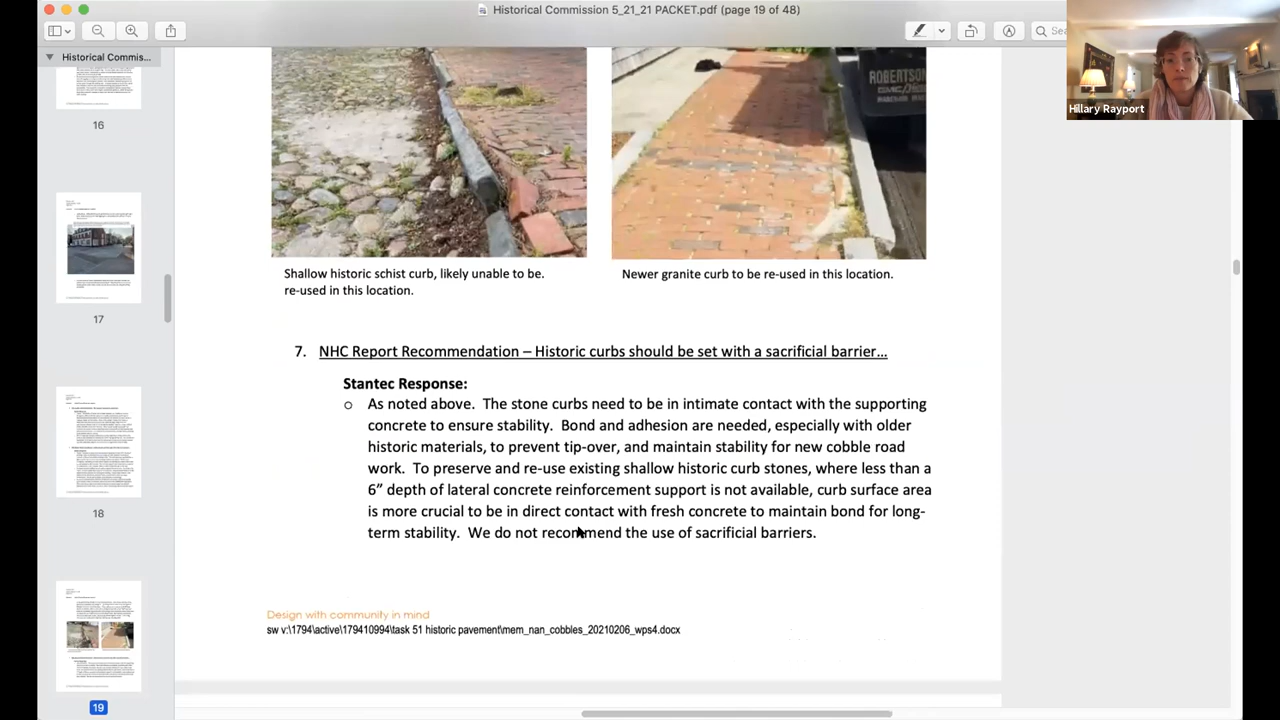 Historical Commission 5_21_21 PACKET.pdf (page 19 of 48)
Historical Commis...
16
17
18
19
ROBERTSON
GMC
Hillary Rayport
Shallow historic schist curb, likely unable to be.
re-used in this location.
Newer granite curb to be re-used in this location.
7. NHC Report Recommendation – Historic curbs should be set with a sacrificial barrier…
Stantec Response:
o As noted above. The stone curbs need to be in intimate contact with the supporting
concrete to ensure stability. Bond and adhesion are needed, especially with older
historic materials, to prevent tip-over, and maintain stability for new cobble road
work. To preserve and re-use existing shallow historic curb stones, where less than a
6” depth of lateral concrete reinforcement support is not available, curb surface area
is more crucial to be in direct contact with fresh concrete to maintain bond for long-
term stability. We do not recommend the use of sacrificial barriers.
Design with community in mind
sw v:\1794\active\179410994\task 51 historic pavement\mem_nan_cobbles_20210206_wps4.docx